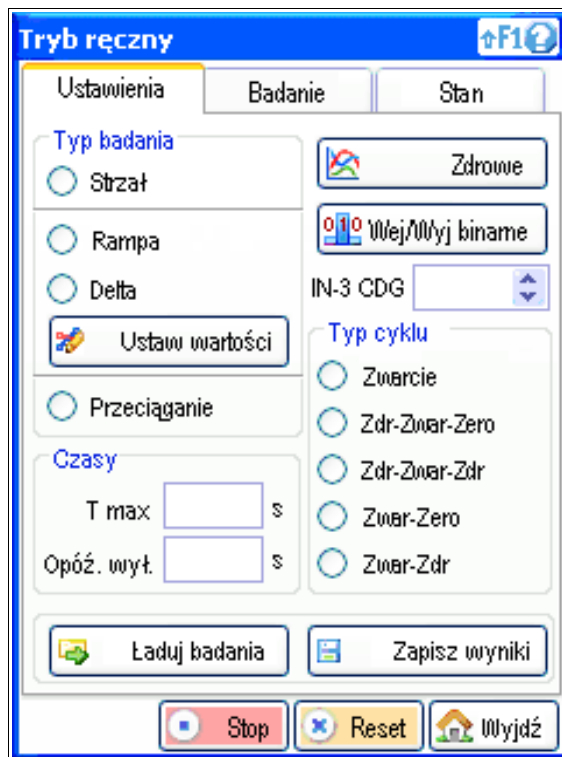 Tryb ręczny
F1
?
Ustawienia
Badanie
Stan
Typ badania
Strzał
Rampa
Delta
Ustaw wartości
Przeciąganie
Czasy
T max s
Opóź. wył. s
Zdrowe
010 Wej/Wyj binarne
IN-3 CDG
Typ cyklu
Zwarcie
Zdr-Zwar-Zero
Zdr-Zwar-Zdr
Zwar-Zero
Zwar-Zdr
Ładuj badania
Zapisz wyniki
Stop
Reset
Wyjdź